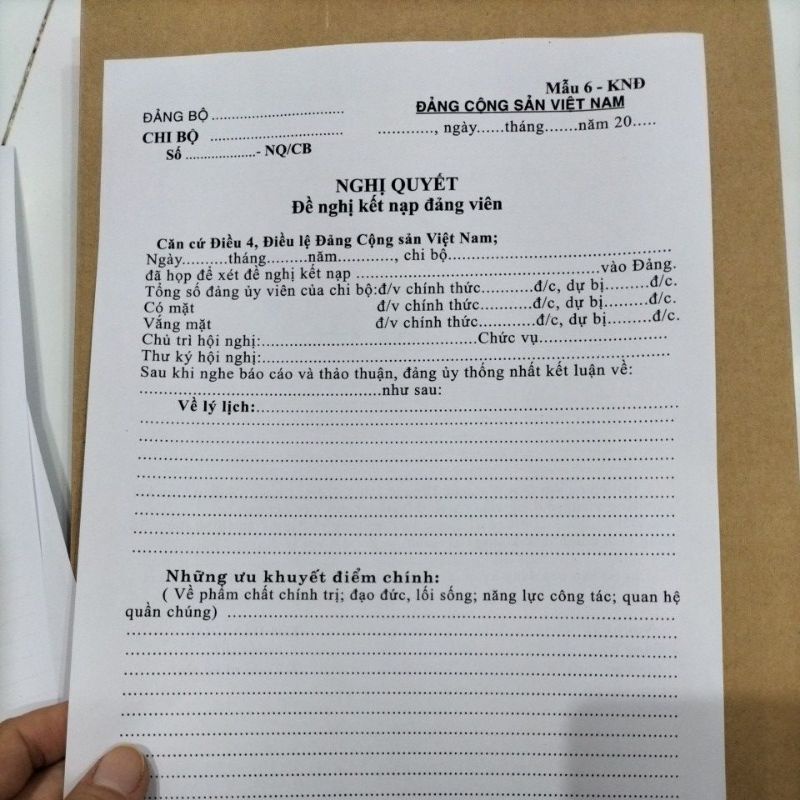 Mẫu 6 - KNĐ
ĐẢNG BỘ ................................. ĐẢNG CỘNG SẢN VIỆT NAM
CHI BỘ ................................ ............, ngày......tháng.......năm 20.....
Số ....................- NQ/CB
NGHỊ QUYẾT
Đề nghị kết nạp đảng viên
Căn cứ Điều 4, Điều lệ Đảng Cộng sản Việt Nam;
Ngày.........tháng.........năm............, chi bộ.............................................
đã họp để xét đề nghị kết nạp .................................................vào Đảng.
Tổng số đảng ủy viên của chi bộ:đ/v chính thức...........đ/c, dự bị.........đ/c.
Có mặt đ/v chính thức...........đ/c, dự bị.........đ/c.
Vắng mặt đ/v chính thức...........đ/c, dự bị.........đ/c.
Chủ trì hội nghị:............................................Chức vụ..........................
Thư ký hội nghị:.................................................................................
Sau khi nghe báo cáo và thảo thuận, đảng ủy thống nhất kết luận về:
.................................................như sau:
Về lý lịch:.................................................................................
Những ưu khuyết điểm chính:
( Về phẩm chất chính trị; đạo đức, lối sống; năng lực công tác; quan hệ
quần chúng) .................................................................................